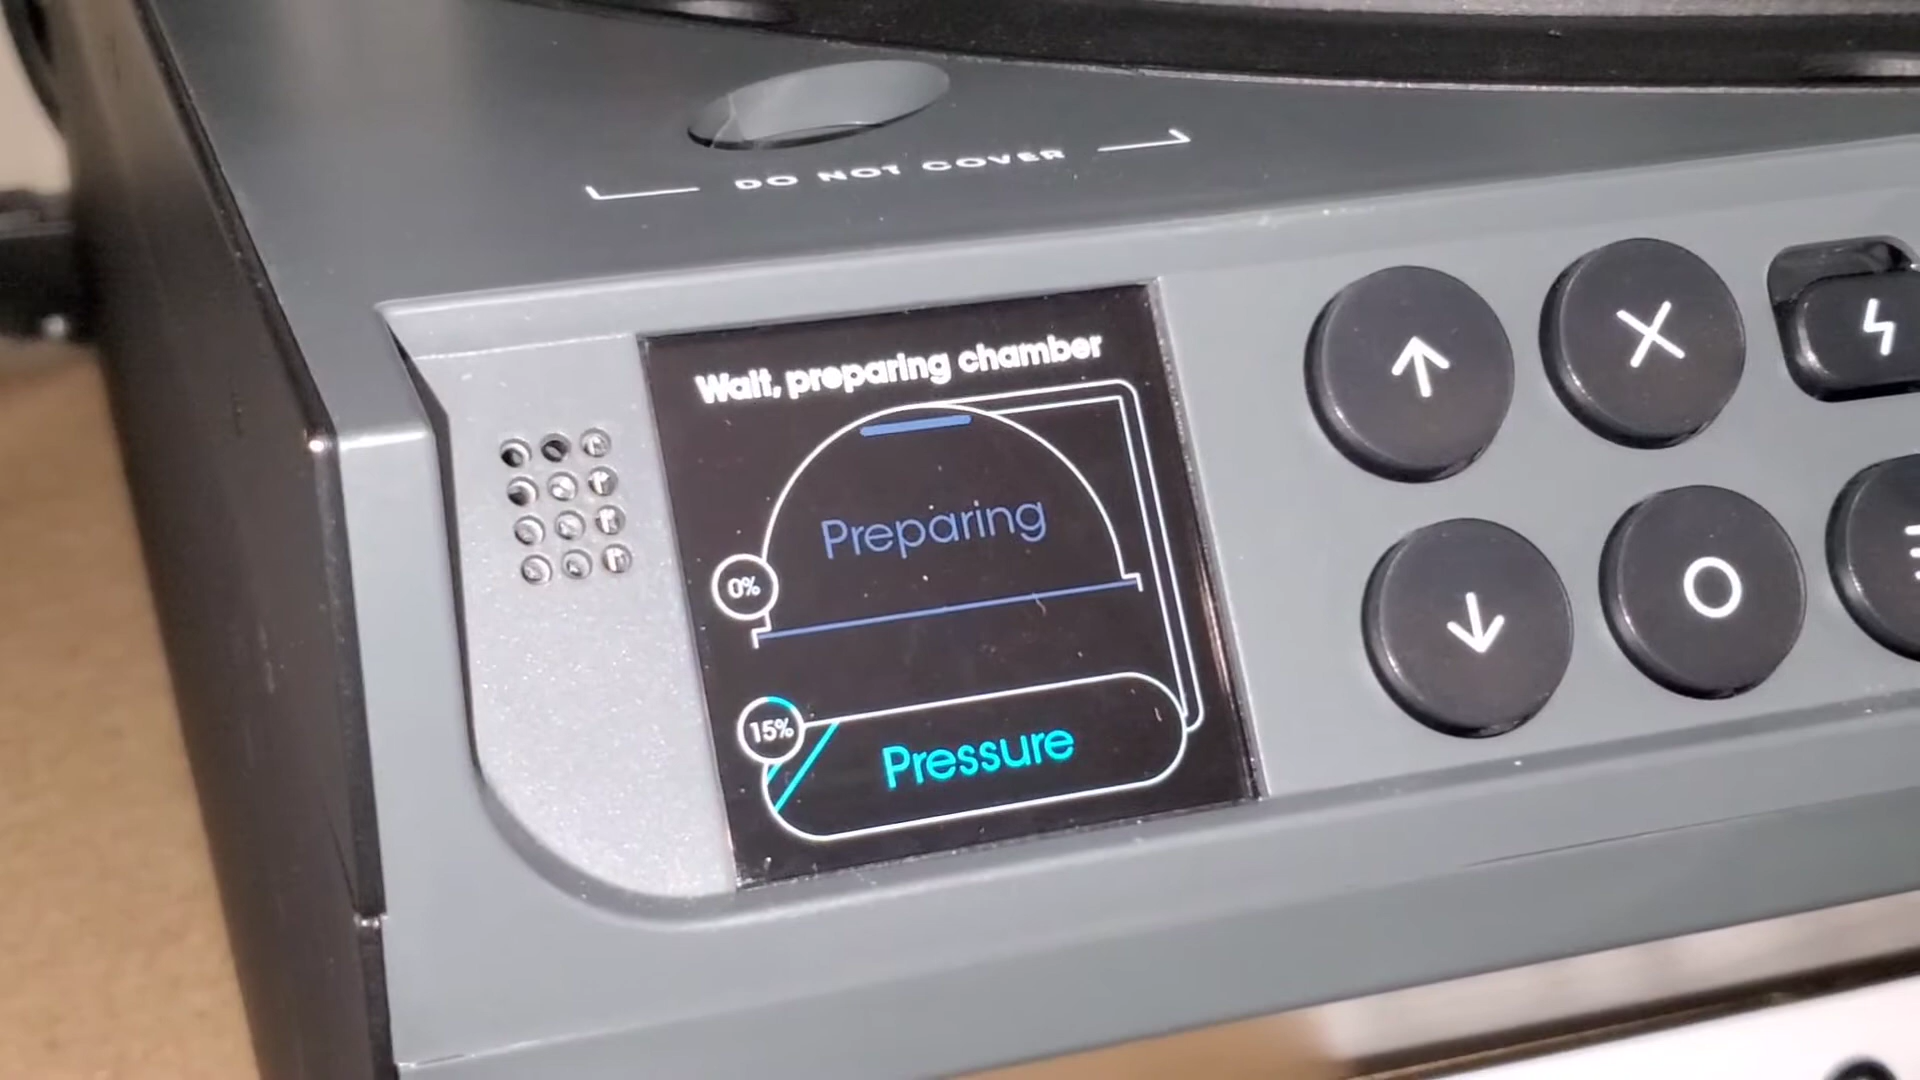 DO NOT COVER
Wait, preparing chamber
Preparing
0%
15%
Pressure